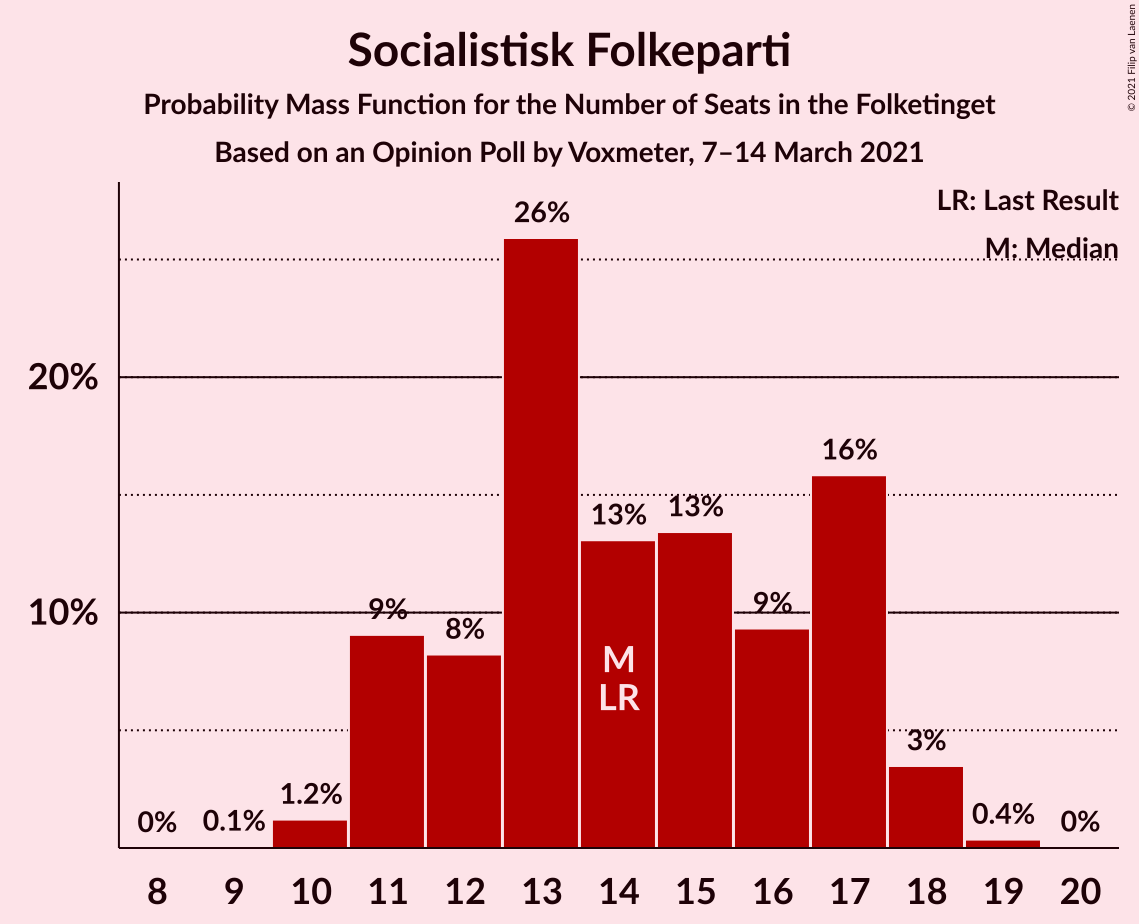 Socialistisk Folkeparti
Probability Mass Function for the Number of Seats in the Folketinget
Based on an Opinion Poll by Voxmeter, 7–14 March 2021
© 2021 Filip van Laenen
LR: Last Result
M: Median
26%
20%
16%
13%
13%
10%
9%
8%
9%
M
LR
3%
1.2%
0%
0.1%
0.4%
0%
8 9 10 11 12 13 14 15 16 17 18 19 20